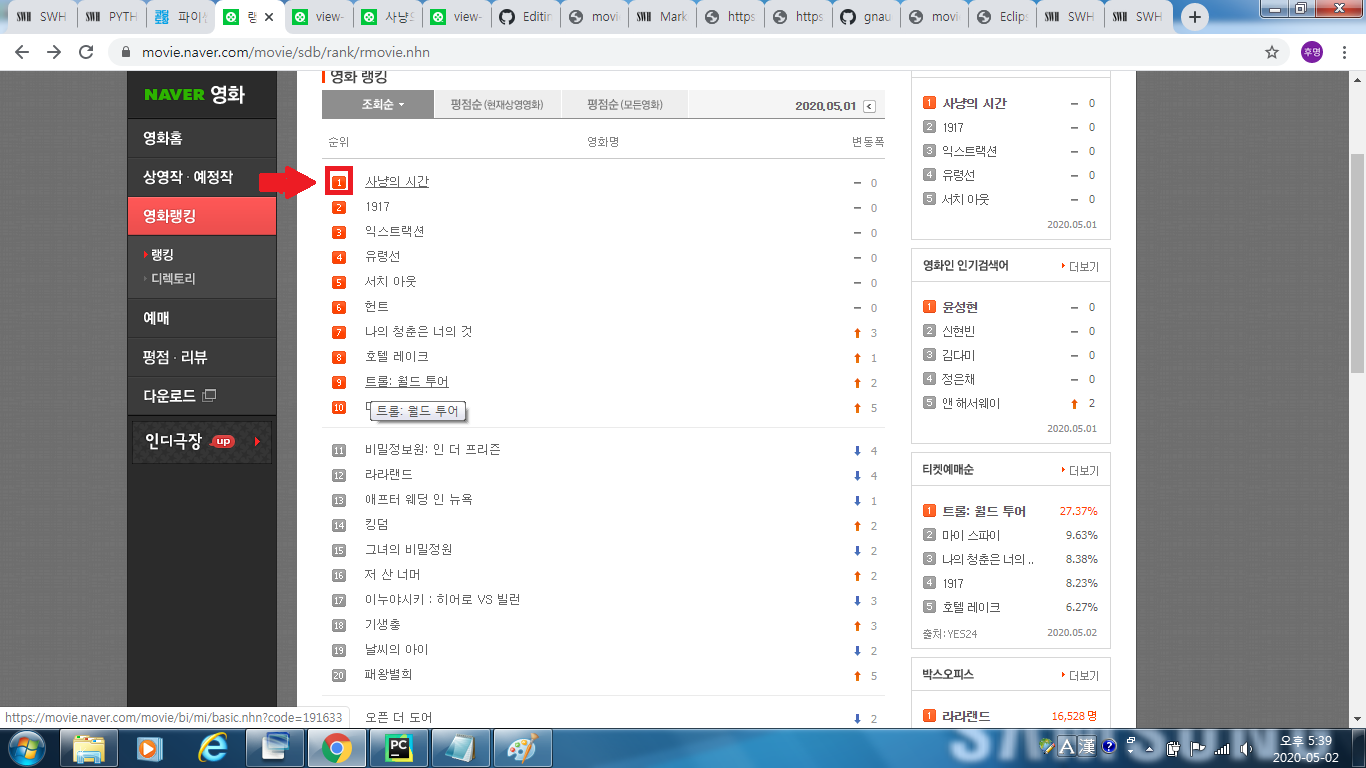 SWH
PYTH
파이썬
랭
view-
사냥으
view-
Editin
movi
Mark
https
https
gnau
movi
Eclips
SWH
SWH
movie.naver.com/movie/sdb/rank/rmovie.nhn
후명
NAVER 영화
영화홈
상영작 · 예정작
영화랭킹
랭킹
디렉토리
예매
평점 · 리뷰
다운로드
인디극장 up
영화 랭킹
조회순 평점순 (현재상영영화) 평점순 (모든영화) 2020.05.01
순위 영화명 변동폭
1 사냥의 시간 0
2 1917 0
3 익스트랙션 0
4 유령선 0
5 서치 아웃 0
6 헌트 0
7 나의 청춘은 너의 것 3
8 호텔 레이크 1
9 트롤: 월드 투어 2
10 5
트롤: 월드 투어
11 비밀정보원: 인 더 프리즌 4
12 라라랜드 4
13 애프터 웨딩 인 뉴욕 1
14 킹덤 2
15 그녀의 비밀정원 2
16 저 산 너머 2
17 이누야시키 : 히어로 VS 빌런 3
18 기생충 3
19 날씨의 아이 2
20 패왕별희 5
오픈 더 도어 2
1 사냥의 시간 0
2 1917 0
3 익스트랙션 0
4 유령선 0
5 서치 아웃 0
2020.05.01
영화인 인기검색어 더보기
1 윤성현 0
2 신현빈 0
3 김다미 0
4 정은채 0
5 앤 해서웨이 2
2020.05.01
티켓예매순 더보기
1 트롤: 월드 투어 27.37%
2 마이 스파이 9.63%
3 나의 청춘은 너의 .. 8.38%
4 1917 8.23%
5 호텔 레이크 6.27%
출처:YES24 2020.05.02
박스오피스 더보기
1 라라랜드 16,528 명
https://movie.naver.com/movie/bi/mi/basic.nhn?code=191633
PC
A 漢
오후 5:39
2020-05-02